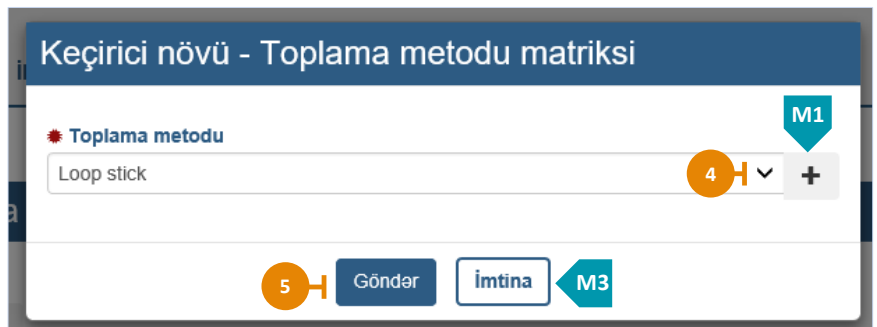 Keçirici növü - Toplama metodu matriksi
M1
✹ Toplama metodu
Loop stick
4
+
5
Göndər
İmtina
M3